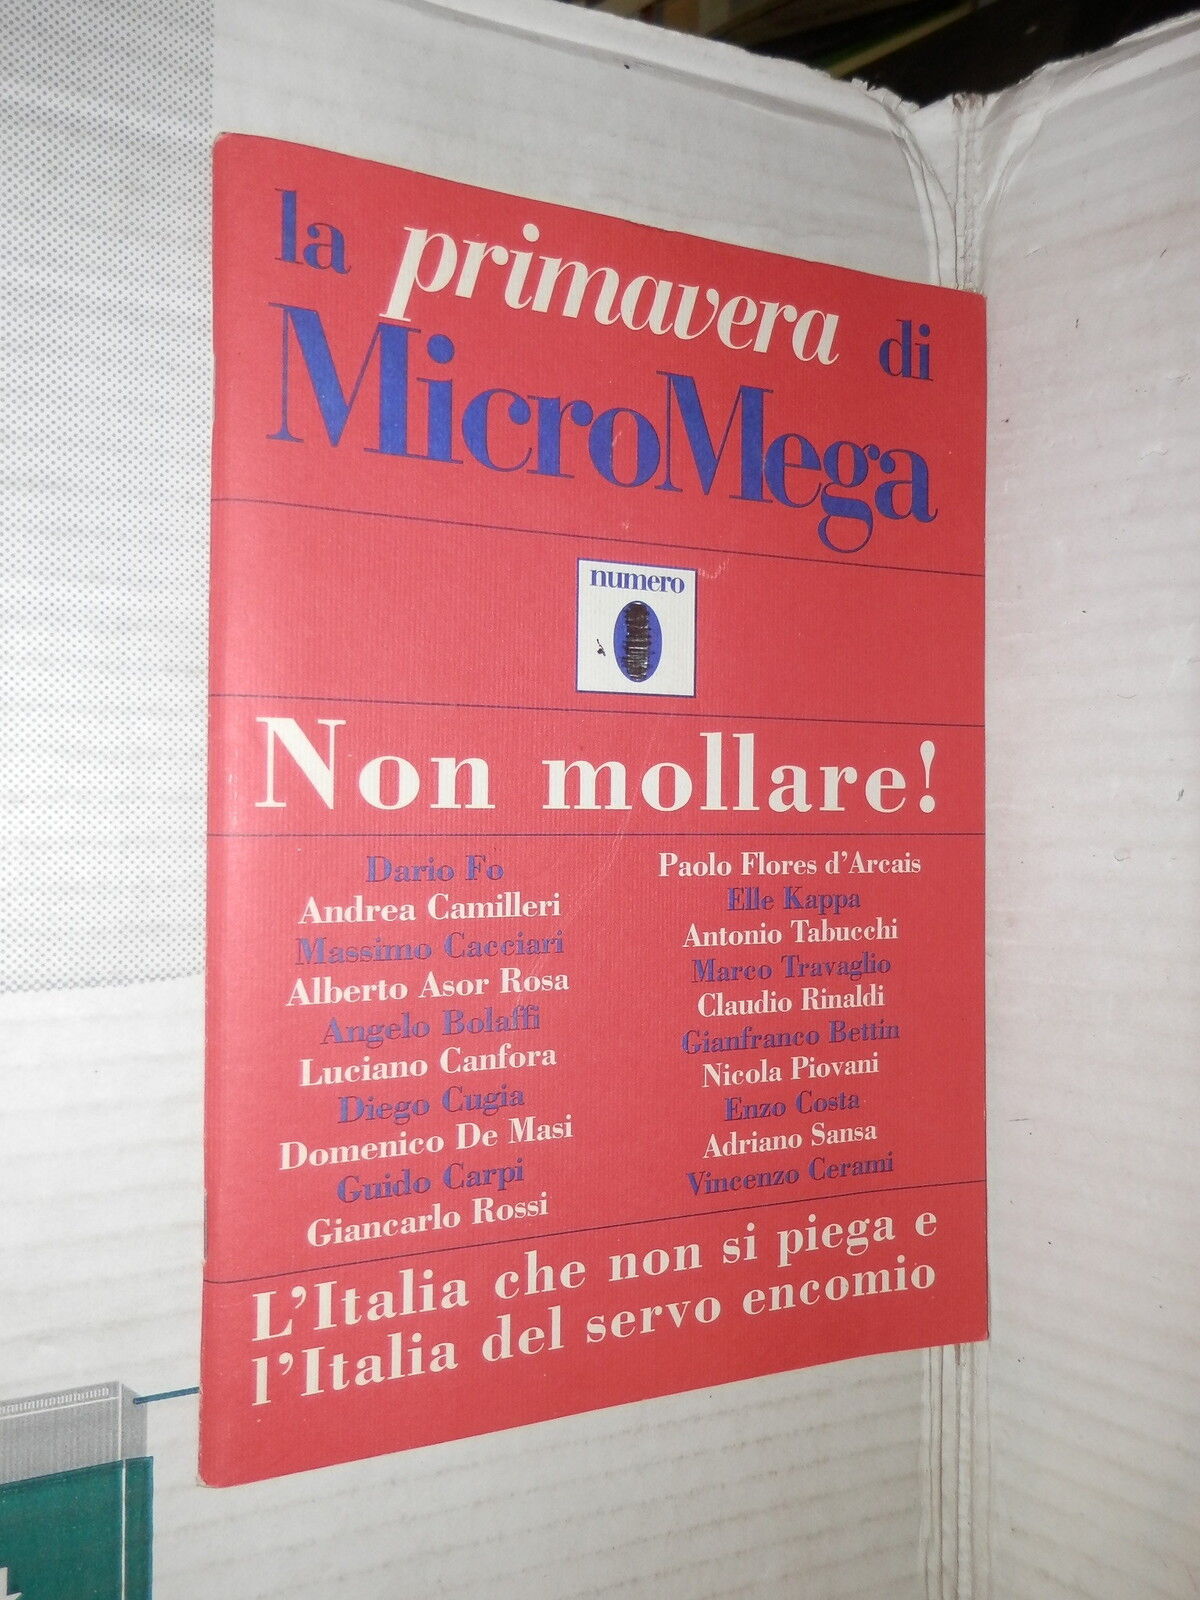 la primavera di
MicroMega
numero
0
Non mollare!
Dario Fo
Andrea Camilleri
Massimo Cacciari
Alberto Asor Rosa
Angelo Bolaffi
Luciano Canfora
Diego Cugia
Domenico De Masi
Guido Carpi
Giancarlo Rossi
Paolo Flores d'Arcais
Elle Kappa
Antonio Tabucchi
Marco Travaglio
Claudio Rinaldi
Gianfranco Bettin
Nicola Piovani
Enzo Costa
Adriano Sansa
Vincenzo Cerami
L'Italia che non si piega e
l'Italia del servo encomio